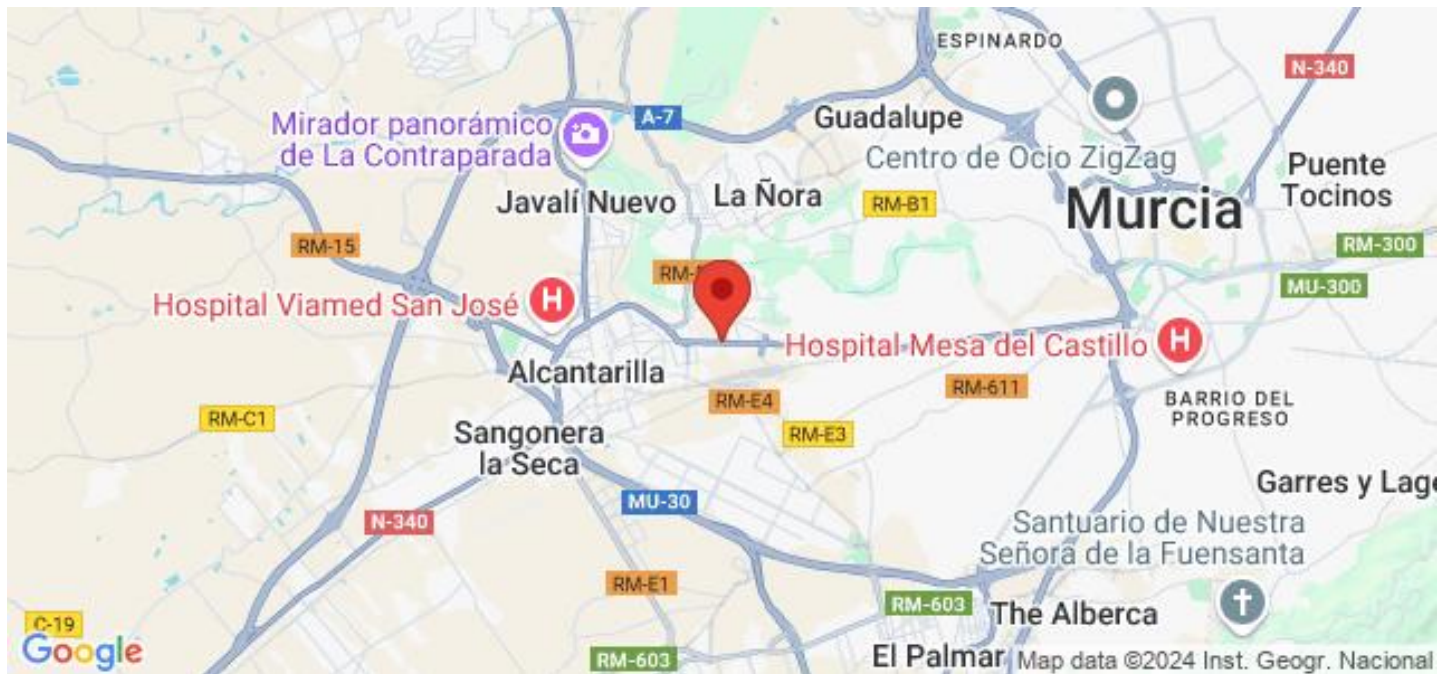 ESPINARDO
N-340
A-7
Guadalupe
Mirador panorámico
de La Contraparada
Centro de Ocio ZigZag
Puente
Tocinos
Javalí Nuevo
La Ñora
RM-B1
Murcia
RM-15
RM-300
MU-300
Hospital Viamed San José
H
Hospital Mesa del Castillo
H
Alcantarilla
RM-E4
RM-611
BARRIO DEL
PROGRESO
RM-C1
RM-E3
Sangonera
la Seca
Garres y Lage
MU-30
N-340
Santuario de Nuestra
Señora de la Fuensanta
RM-E1
RM-603
The Alberca
C-19
Google
RM-603
El Palmar
Map data ©2024 Inst. Geogr. Nacional